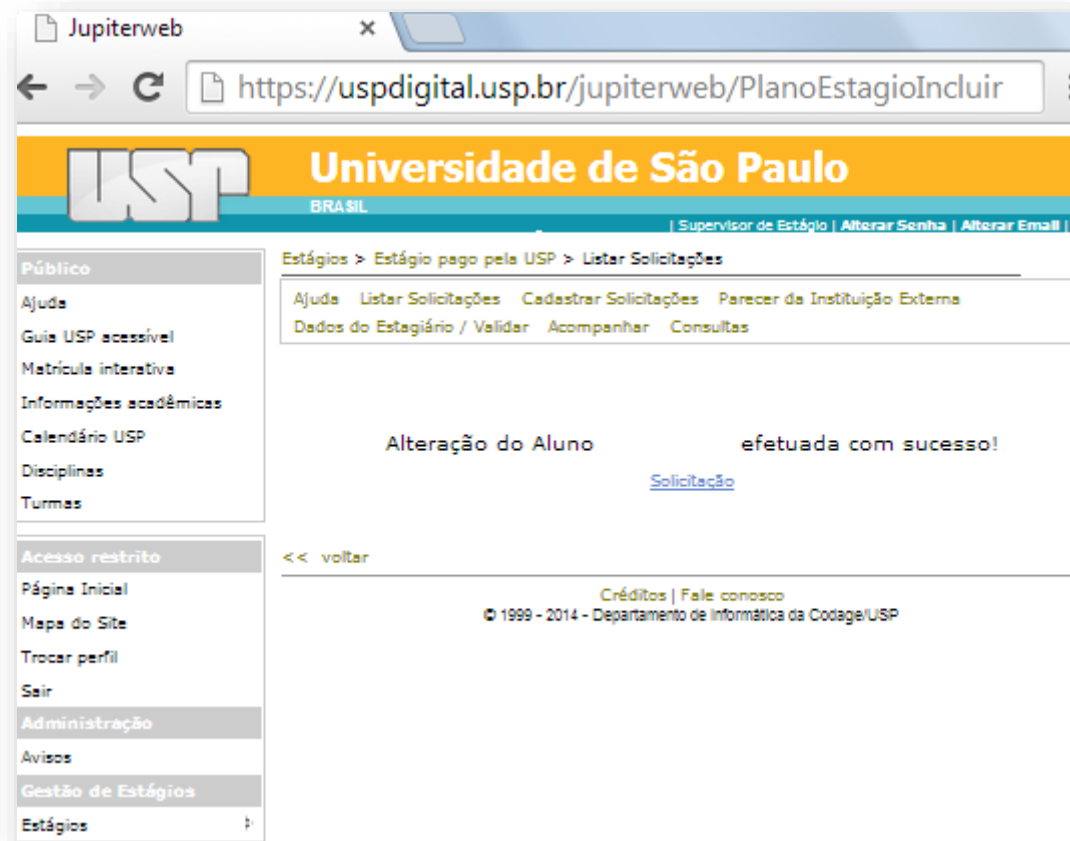 Jupiterweb
https://uspdigital.usp.br/jupiterweb/PlanoEstagioIncluir
USP
Universidade de São Paulo
BRASIL
| Supervisor de Estágio | Alterar Senha | Alterar Email |
Público
Ajuda
Guia USP acessível
Matrícula interativa
Informações acadêmicas
Calendário USP
Disciplinas
Turmas
Acesso restrito
Página Inicial
Mapa do Site
Trocar perfil
Sair
Administração
Avisos
Gestão de Estágios
Estágios
Estágios > Estágio pago pela USP > Listar Solicitações
Ajuda Listar Solicitações Cadastrar Solicitações Parecer da Instituição Externa
Dados do Estagiário / Validar Acompanhar Consultas
Alteração do Aluno efetuada com sucesso!
Solicitação
<< voltar
Créditos | Fale conosco
© 1999 - 2014 - Departamento de Informática da Codage/USP